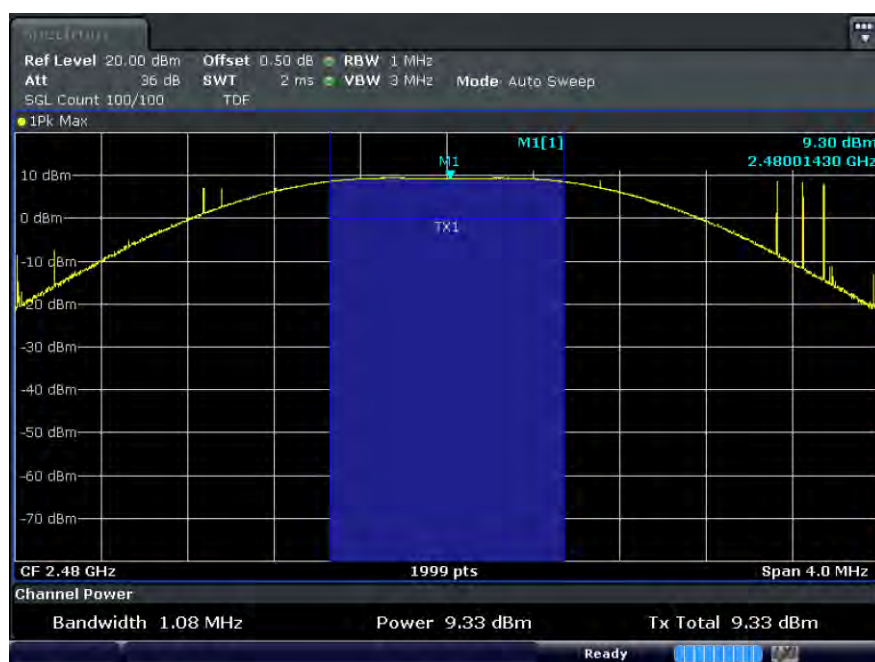 Spectrum
Ref Level 20.00 dBm Offset 0.50 dB RBW 1 MHz
Att 36 dB SWT 2 ms VBW 3 MHz Mode Auto Sweep
SGL Count 100/100 TDF
1Pk Max
M1[1] 9.30 dBm
2.48001430 GHz
M1
10 dBm
0 dBm
TX1
-10 dBm
-20 dBm
-30 dBm
-40 dBm
-50 dBm
-60 dBm
-70 dBm
CF 2.48 GHz 1999 pts Span 4.0 MHz
Channel Power
Bandwidth 1.08 MHz Power 9.33 dBm Tx Total 9.33 dBm
Ready